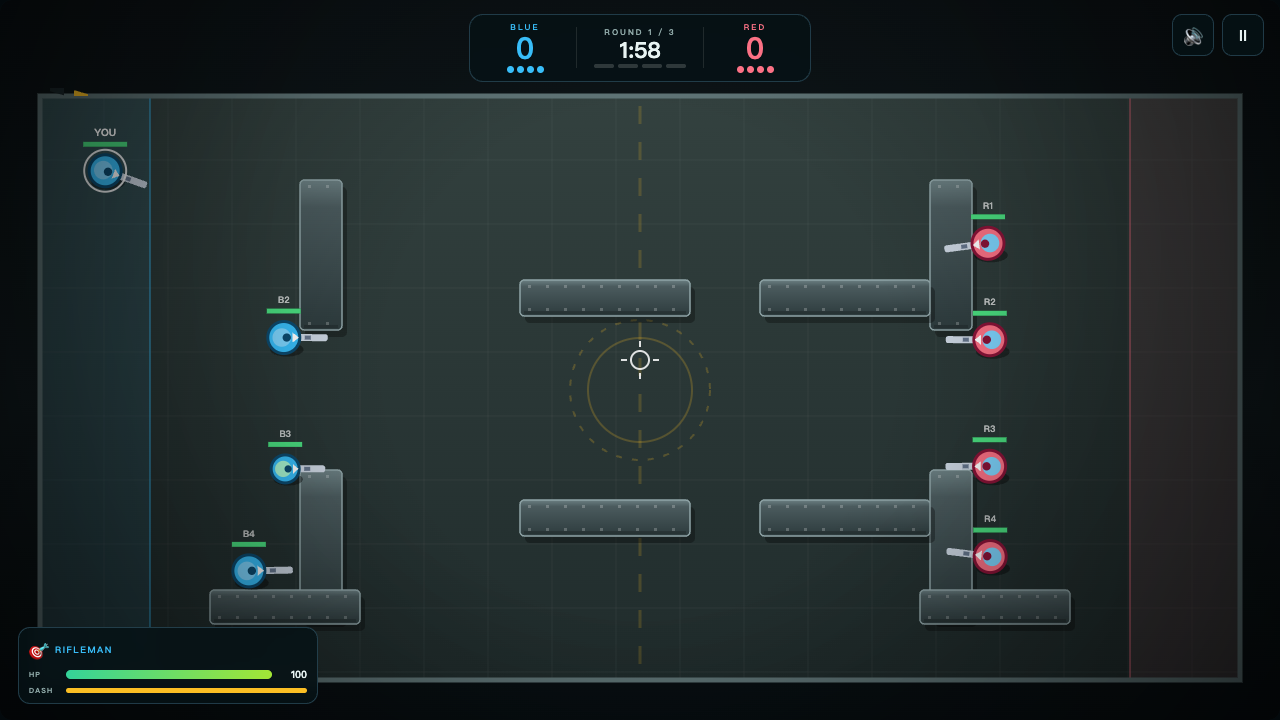 BLUE
0
ROUND 1 / 3
1:58
RED
0
YOU
R1
B2
R2
B3
R3
B4
R4
RIFLEMAN
HP
100
DASH